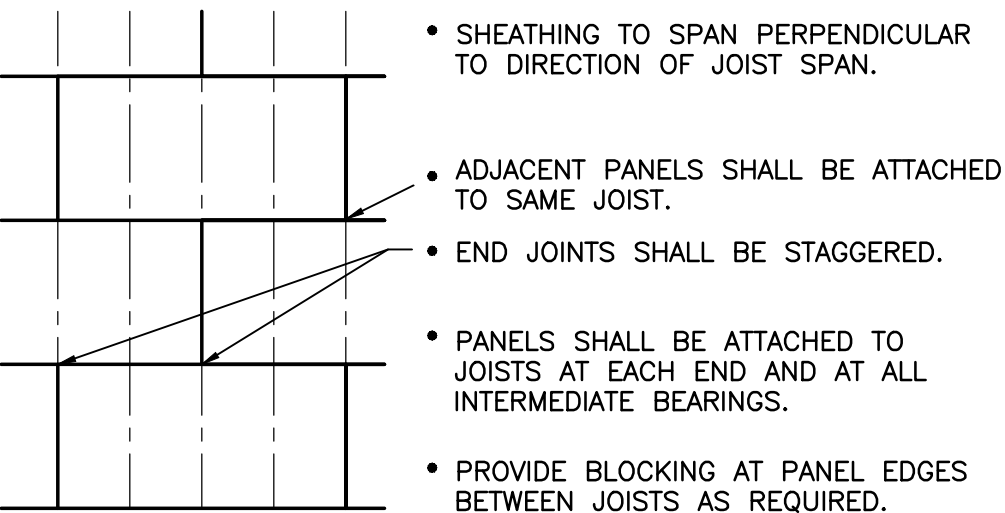 • SHEATHING TO SPAN PERPENDICULAR
TO DIRECTION OF JOIST SPAN.
• ADJACENT PANELS SHALL BE ATTACHED
TO SAME JOIST.
• END JOINTS SHALL BE STAGGERED.
• PANELS SHALL BE ATTACHED TO
JOISTS AT EACH END AND AT ALL
INTERMEDIATE BEARINGS.
• PROVIDE BLOCKING AT PANEL EDGES
BETWEEN JOISTS AS REQUIRED.